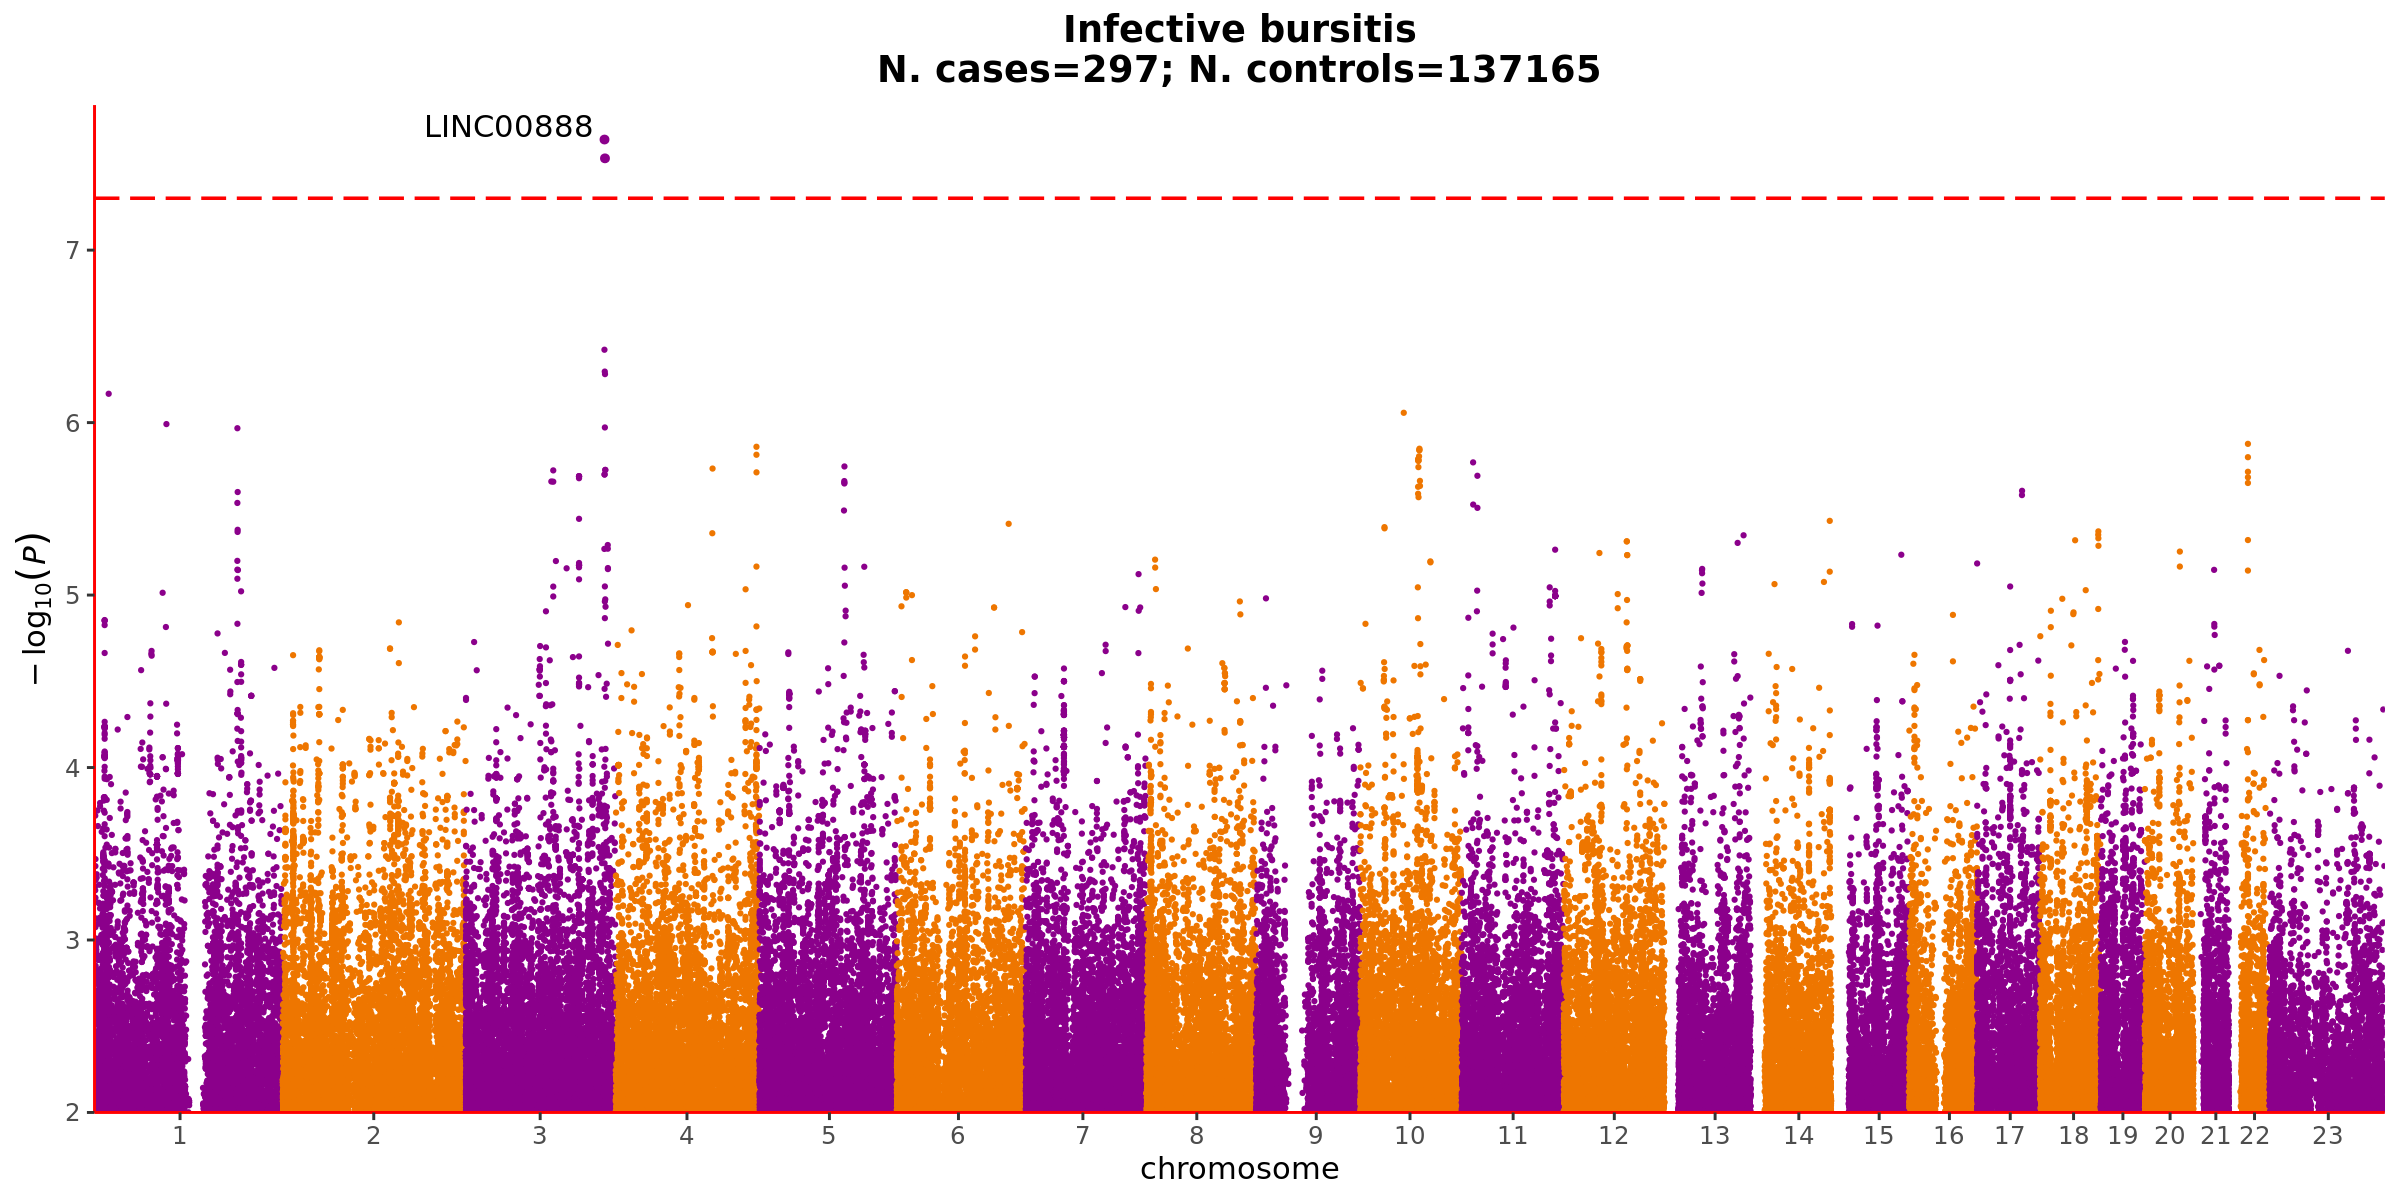 Infective bursitis
N. cases=297; N. controls=137165
LINC00888
7
6
5
4
3
2
−log10(P)
1 2 3 4 5 6 7 8 9 10 11 12 13 14 15 16 17 18 19 20 21 22 23
chromosome